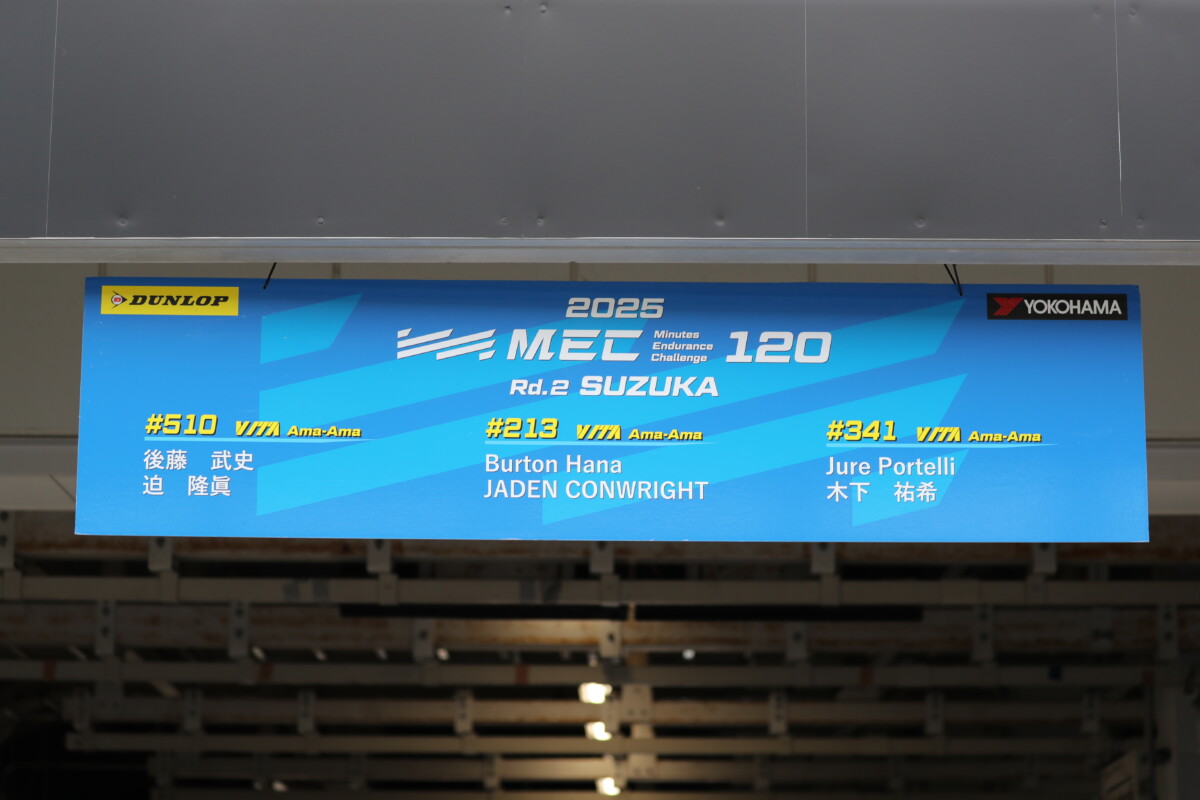 DUNLOP
YOKOHAMA
2025
MEC Minutes Endurance Challenge 120
Rd.2 SUZUKA
#510 VITA Ama-Ama
後藤　武史
迫　隆眞
#213 VITA Ama-Ama
Burton Hana
JADEN CONWRIGHT
#341 VITA Ama-Ama
Jure Portelli
木下　祐希